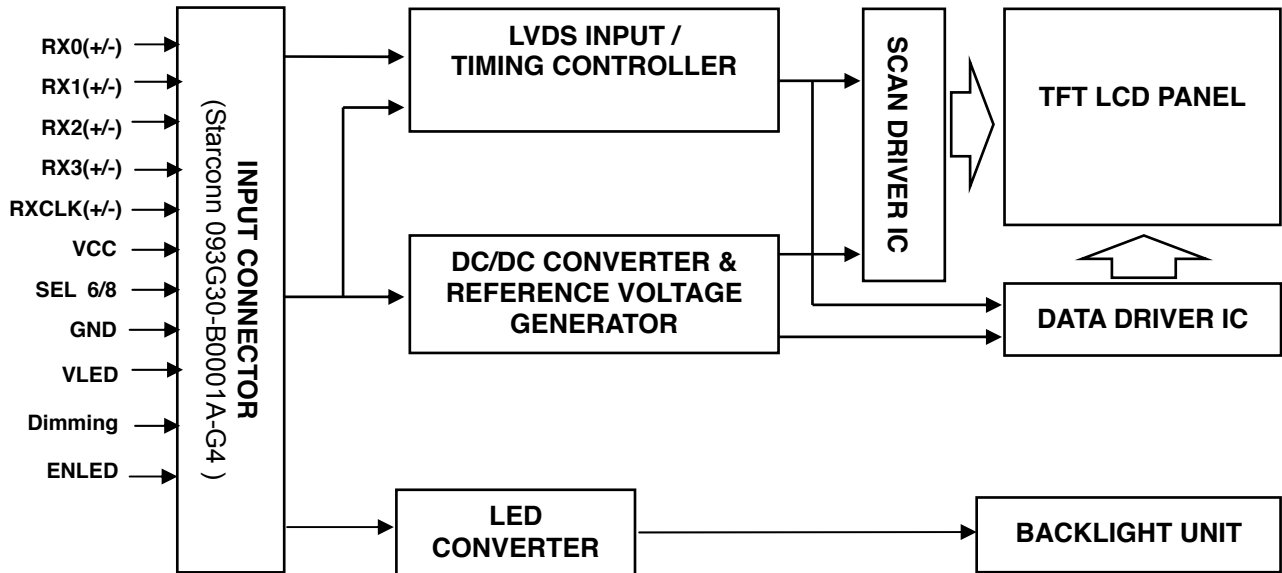 RX0(+/-)
RX1(+/-)
RX2(+/-)
RX3(+/-)
RXCLK(+/-)
VCC
SEL 6/8
GND
VLED
Dimming
ENLED
INPUT CONNECTOR
(Starconn 093G30-B0001A-G4 )
LVDS INPUT /
TIMING CONTROLLER
DC/DC CONVERTER &
REFERENCE VOLTAGE
GENERATOR
LED
CONVERTER
SCAN DRIVER IC
TFT LCD PANEL
DATA DRIVER IC
BACKLIGHT UNIT